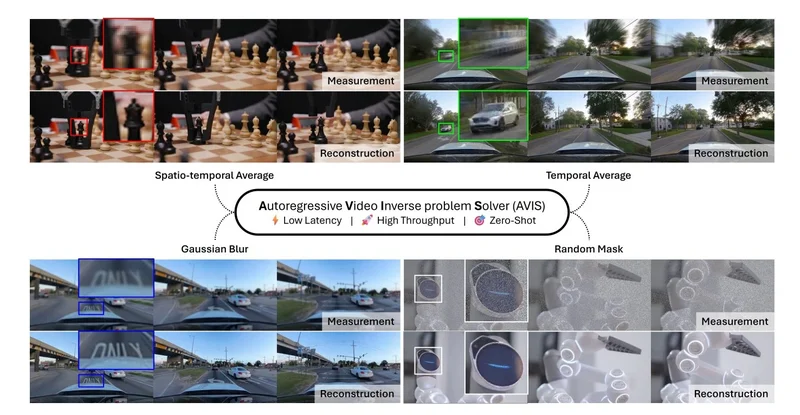 Measurement
Measurement
Reconstruction
Reconstruction
Spatio-temporal Average
Temporal Average
Autoregressive Video Inverse problem Solver (AVIS)
Low Latency | High Throughput | Zero-Shot
Gaussian Blur
Random Mask
ONLY
Measurement
Measurement
ONLY
Reconstruction
Reconstruction